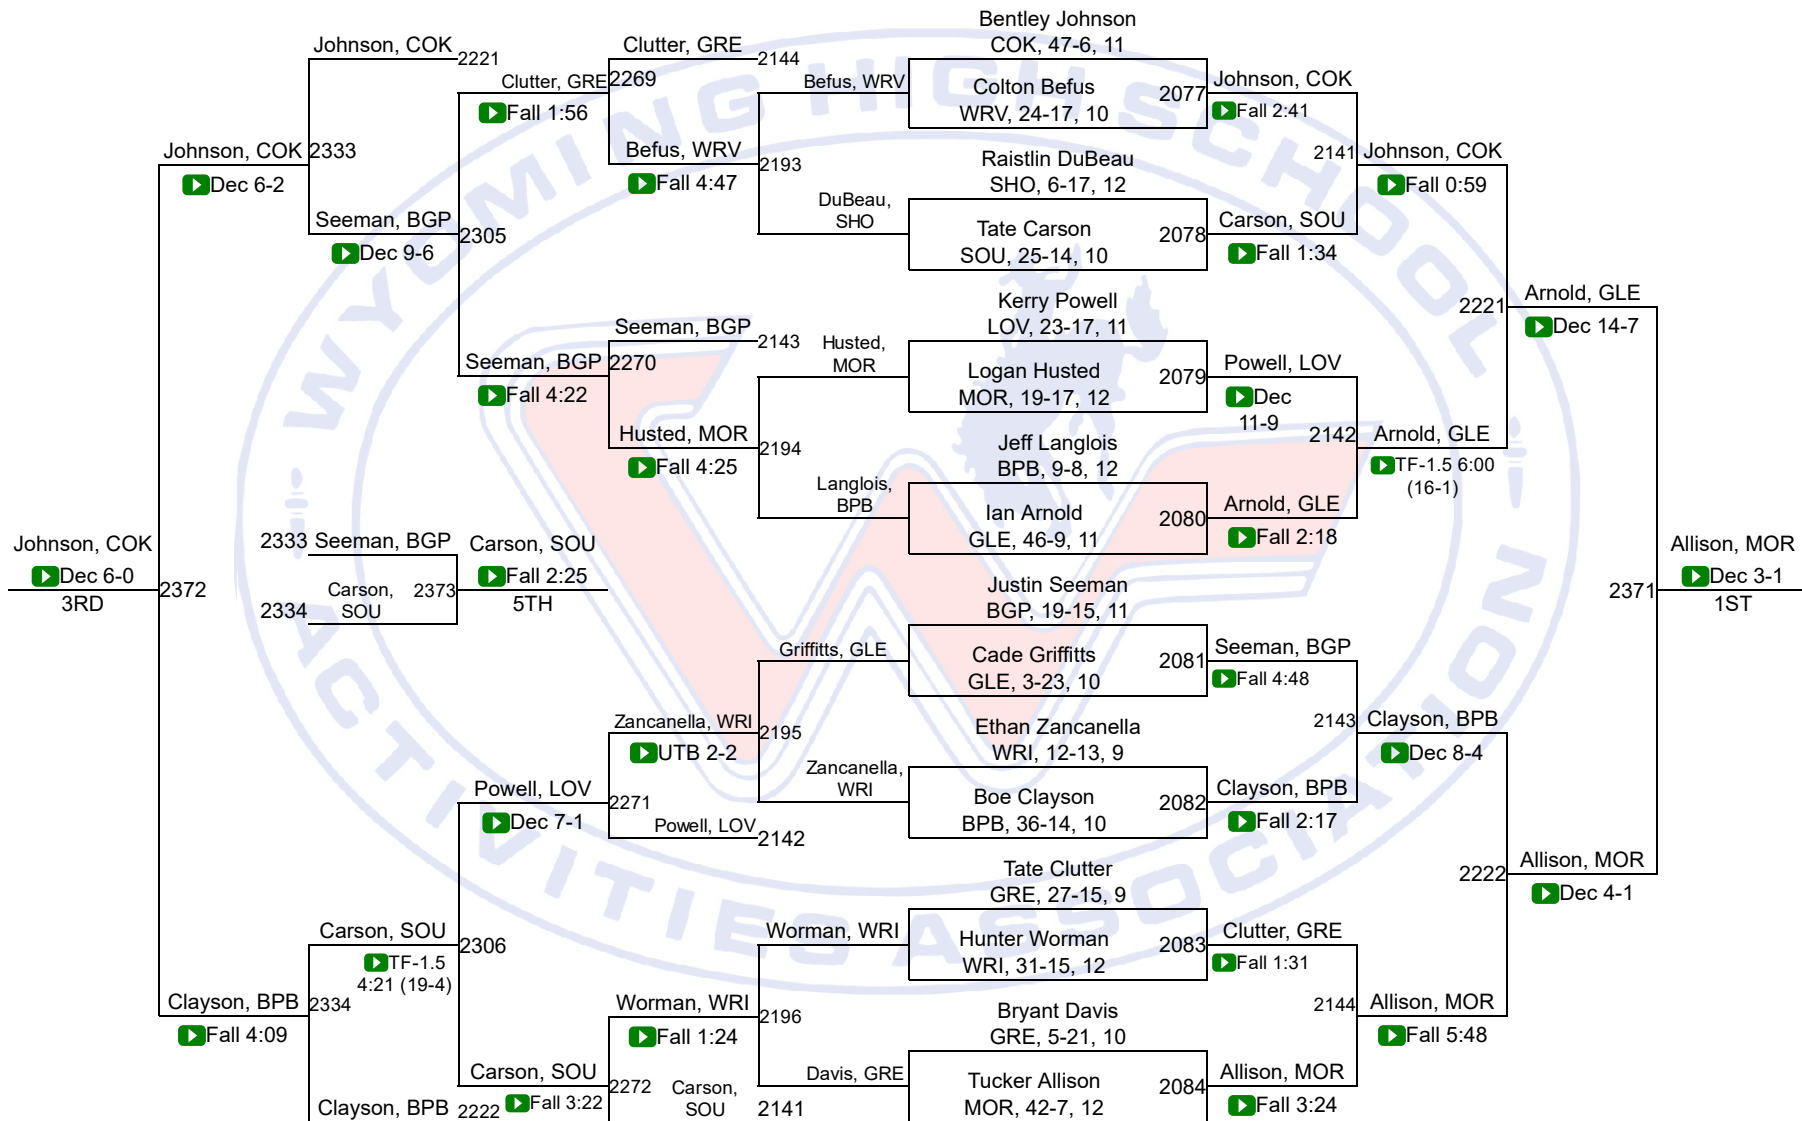 Bentley Johnson
COK, 47-6, 11
Johnson, COK
2221
Clutter, GRE
2144
Clutter, GRE
2269
Befus, WRV
Colton Befus
WRV, 24-17, 10
2077
Johnson, COK
Fall 2:41
Fall 1:56
Johnson, COK
2333
Dec 6-2
Befus, WRV
2193
Fall 4:47
Raistlin DuBeau
SHO, 6-17, 12
2141
Johnson, COK
Fall 0:59
DuBeau,
SHO
Seeman, BGP
2305
Dec 9-6
Tate Carson
SOU, 25-14, 10
2078
Carson, SOU
Fall 1:34
Kerry Powell
LOV, 23-17, 11
2221
Arnold, GLE
Dec 14-7
Seeman, BGP
2143
Husted,
MOR
Seeman, BGP
2270
Fall 4:22
Logan Husted
MOR, 19-17, 12
2079
Powell, LOV
Dec
11-9
Husted, MOR
2194
Fall 4:25
Jeff Langlois
BPB, 9-8, 12
2142
Arnold, GLE
TF-1.5 6:00
(16-1)
Langlois,
BPB
Ian Arnold
GLE, 46-9, 11
2080
Arnold, GLE
Fall 2:18
Johnson, COK
Dec 6-0
3RD
2372
2333
Seeman, BGP
Carson,
SOU
2334
2373
Carson, SOU
Fall 2:25
5TH
Justin Seeman
BGP, 19-15, 11
2371
Allison, MOR
Dec 3-1
1ST
Griffitts, GLE
Cade Griffitts
GLE, 3-23, 10
2081
Seeman, BGP
Fall 4:48
Zancanella, WRI
2195
UTB 2-2
Ethan Zancanella
WRI, 12-13, 9
2143
Clayson, BPB
Dec 8-4
Zancanella,
WRI
Powell, LOV
2271
Dec 7-1
Powell, LOV
2142
Boe Clayson
BPB, 36-14, 10
2082
Clayson, BPB
Fall 2:17
Tate Clutter
GRE, 27-15, 9
2222
Allison, MOR
Dec 4-1
Carson, SOU
2306
TF-1.5
4:21 (19-4)
Worman, WRI
Hunter Worman
WRI, 31-15, 12
2083
Clutter, GRE
Fall 1:31
Clayson, BPB
2334
Fall 4:09
Worman, WRI
2196
Fall 1:24
Bryant Davis
GRE, 5-21, 10
2144
Allison, MOR
Fall 5:48
Carson, SOU
2272
Fall 3:22
Carson,
SOU
2141
Davis, GRE
Tucker Allison
MOR, 42-7, 12
2084
Allison, MOR
Fall 3:24
Clayson, BPB
2222
WYOMING HIGH SCHOOL
ACTIVITIES ASSOCIATION